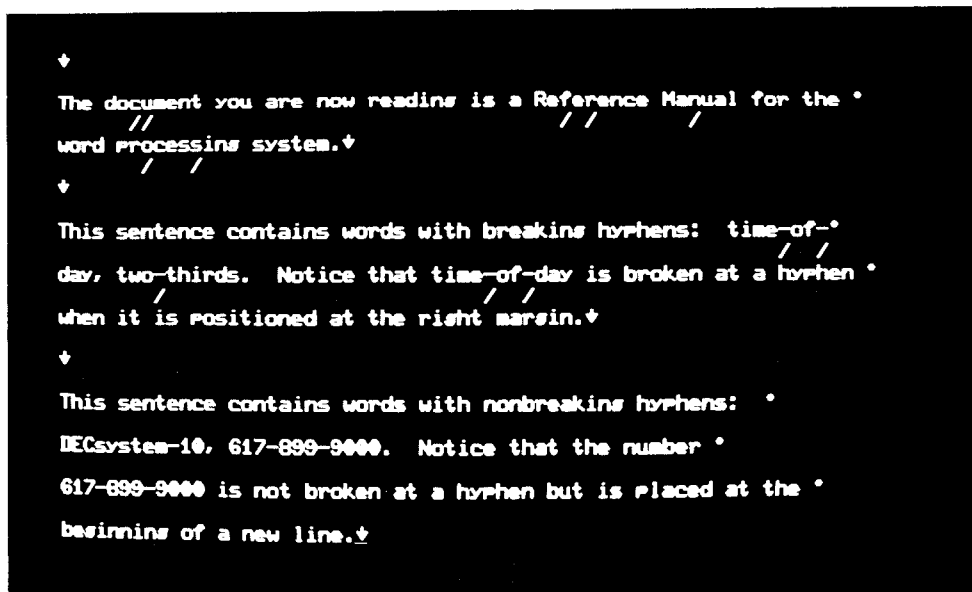 ↓
The document you are now reading is a Reference Manual for the °
// / / /
word processing system.↓
/ /
↓
This sentence contains words with breaking hyphens: time-of-°
/ /
day, two-thirds. Notice that time-of-day is broken at a hyphen °
/ / /
when it is positioned at the right margin.↓
↓
This sentence contains words with nonbreaking hyphens: °
DECsystem-10, 617-899-9000. Notice that the number °
617-899-9000 is not broken at a hyphen but is placed at the °
beginning of a new line.↓